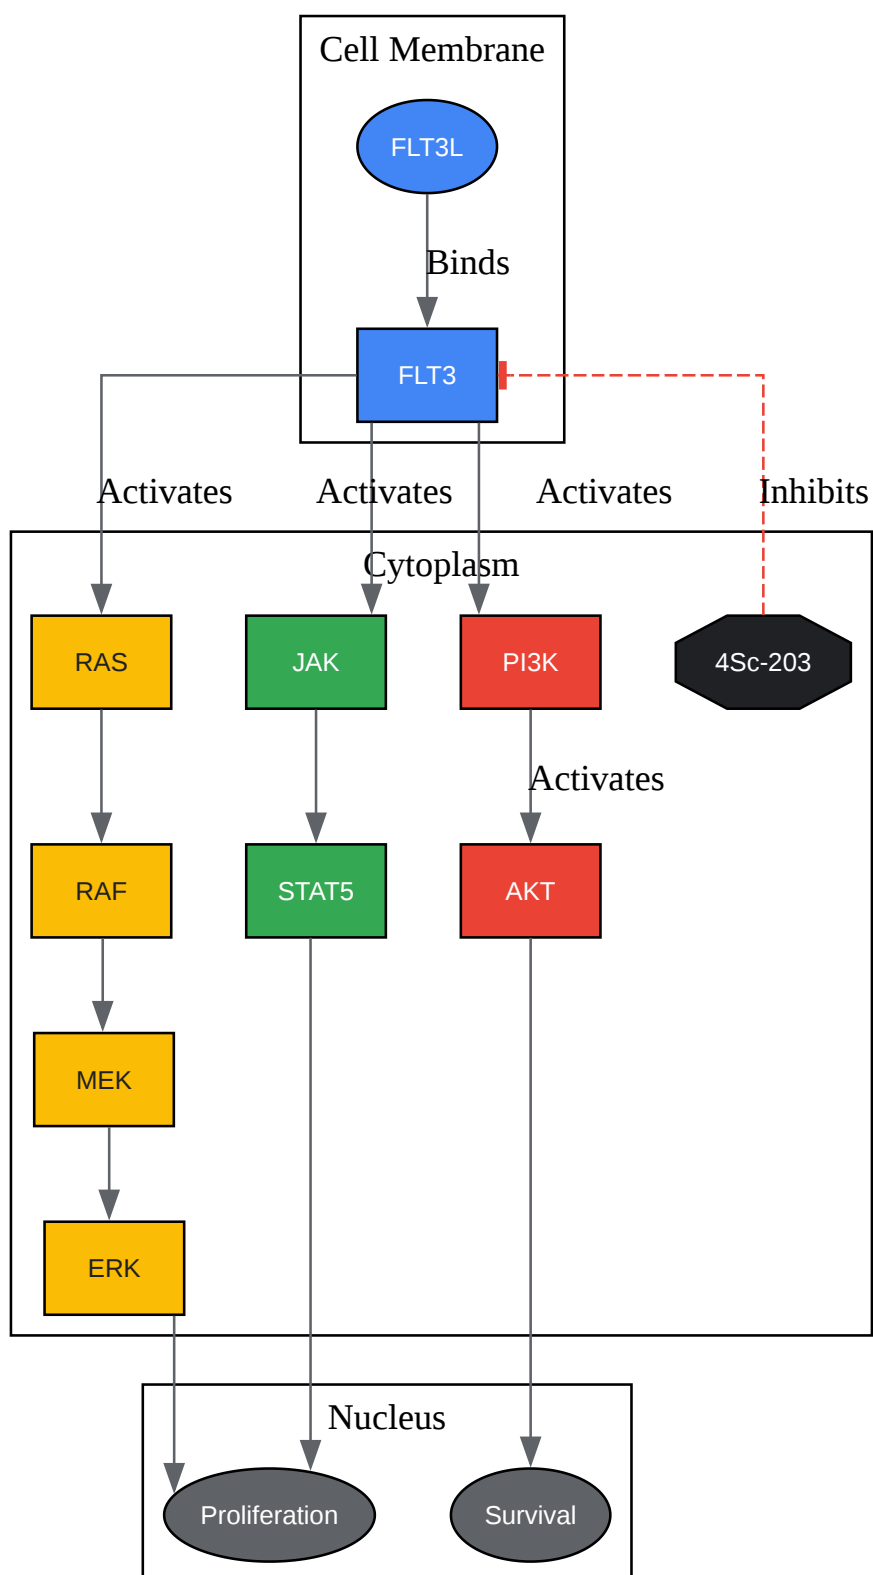 Cell Membrane
FLT3L
Binds
FLT3
Activates
Activates
Activates
Inhibits
Cytoplasm
RAS
JAK
PI3K
4Sc-203
Activates
RAF
STAT5
AKT
MEK
ERK
Nucleus
Proliferation
Survival